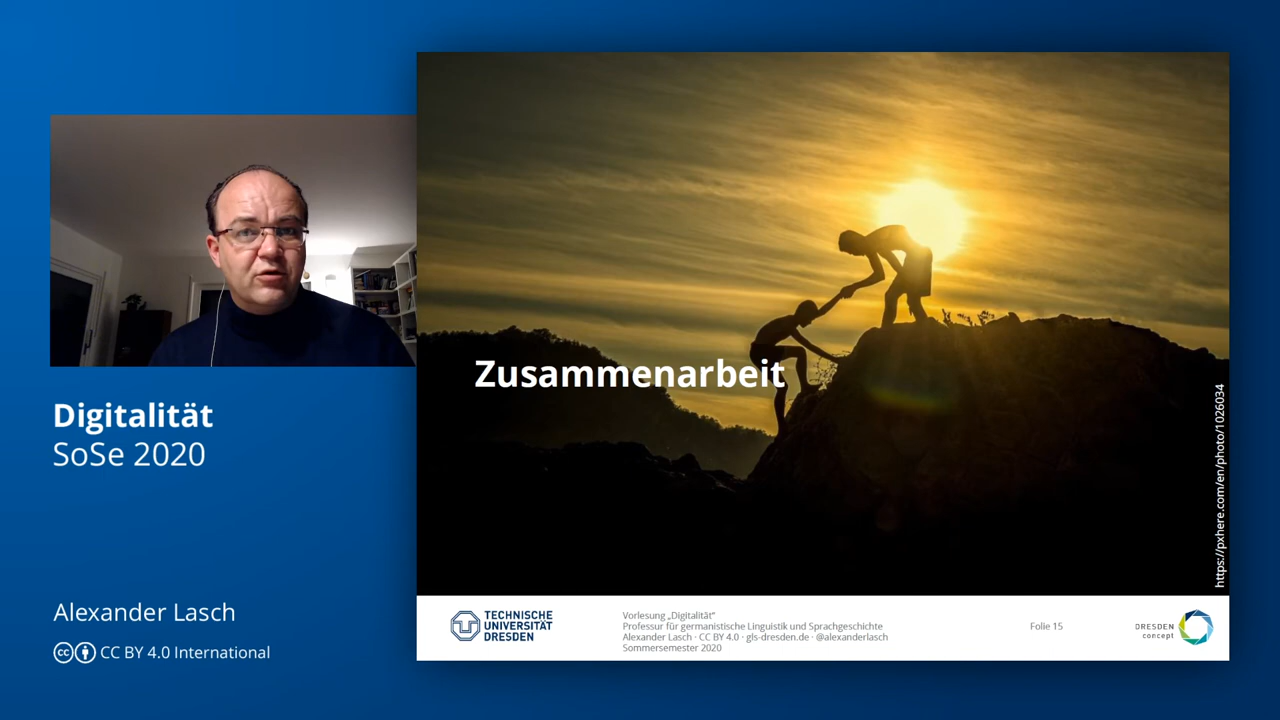 Digitalität
SoSe 2020
Alexander Lasch
CC BY 4.0 International
Zusammenarbeit
https://pxhere.com/en/photo/1026034
TECHNISCHE
UNIVERSITÄT
DRESDEN
Vorlesung „Digitalität“
Professur für germanistische Linguistik und Sprachgeschichte
Alexander Lasch · CC BY 4.0 · gls-dresden.de · @alexanderlasch
Sommersemester 2020
Folie 15
DRESDEN
concept